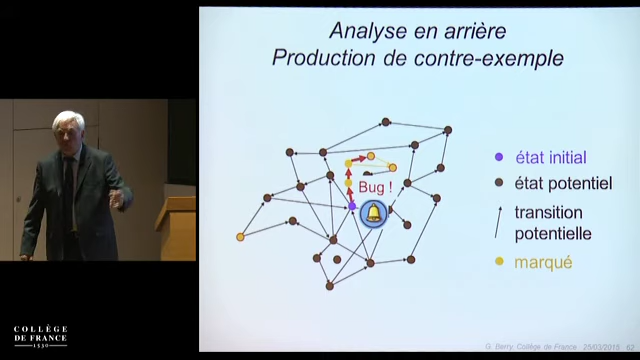 Analyse en arrière
Production de contre-exemple
Bug !
état initial
état potentiel
transition
potentielle
marqué
COLLÈGE
DE FRANCE
1530
G. Berry, Collège de France - 25/03/2015 - 62